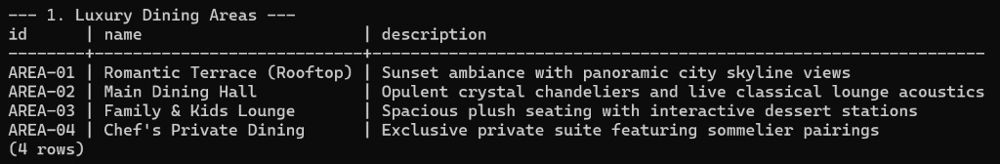 --- 1. Luxury Dining Areas ---
id      | name                       | description
--------+----------------------------+---------------------------------------------------------------
AREA-01 | Romantic Terrace (Rooftop) | Sunset ambiance with panoramic city skyline views
AREA-02 | Main Dining Hall           | Opulent crystal chandeliers and live classical lounge acoustics
AREA-03 | Family & Kids Lounge       | Spacious plush seating with interactive dessert stations
AREA-04 | Chef's Private Dining      | Exclusive private suite featuring sommelier pairings
(4 rows)